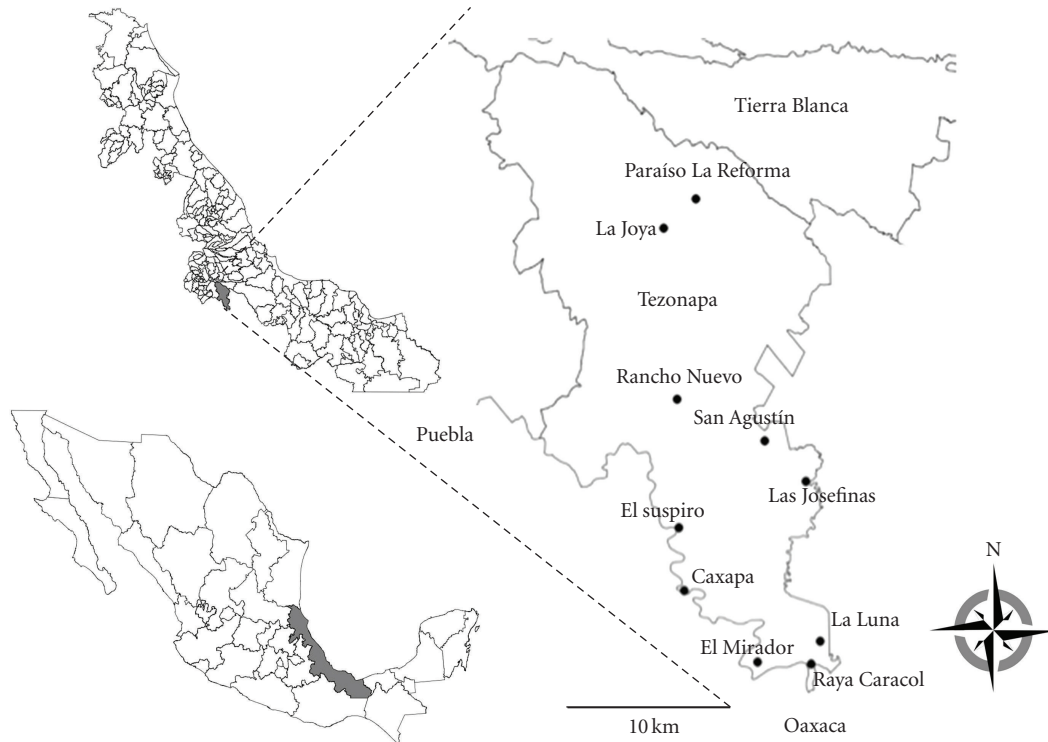 Tierra Blanca
Paraíso La Reforma
La Joya
Tezonapa
Rancho Nuevo
San Agustín
Puebla
Las Josefinas
El suspiro
N
Caxapa
La Luna
El Mirador
Raya Caracol
10 km
Oaxaca